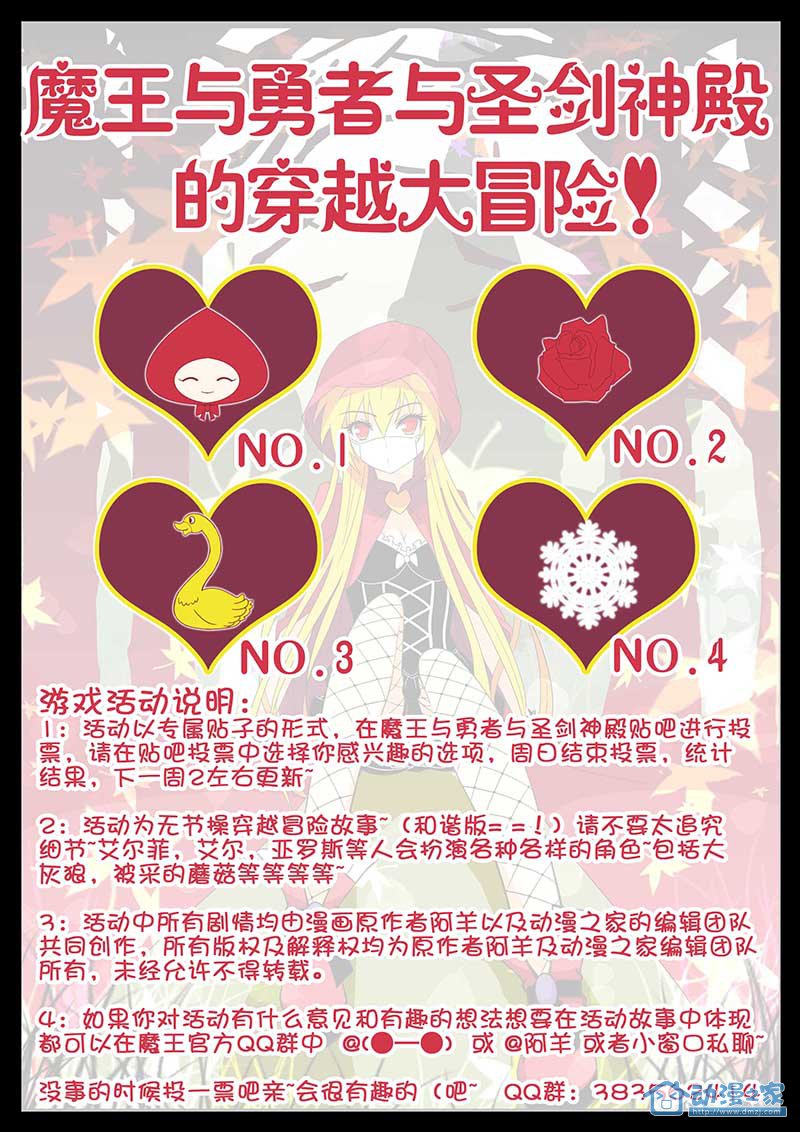 魔王与勇者与圣剑神殿
的穿越大冒险！
NO.1
NO.2
NO.3
NO.4
游戏活动说明：
1：活动以专属贴子的形式，在魔王与勇者与圣剑神殿贴吧进行投
票，请在贴吧投票中选择你感兴趣的选项，周日结束投票，统计
结果，下一周2左右更新~
2：活动为无节操穿越冒险故事~（和谐版= =！）请不要太追究
细节~艾尔菲，艾尔，亚罗斯等人会扮演各种各样的角色~包括大
灰狼，被采的蘑菇等等等等~
3：活动中所有剧情均由漫画原作者阿羊以及动漫之家的编辑团队
共同创作，所有版权及解释权均为原作者阿羊及动漫之家编辑团队
所有，未经允许不得转载。
4：如果你对活动有什么意见和有趣的想法想要在活动故事中体现
都可以在魔王官方QQ群中 @(●—●) 或 @阿羊 或者小窗口私聊~
没事的时候投一票吧亲~会很有趣的（吧~ QQ群：
动漫之家
http://www.dmzj.com